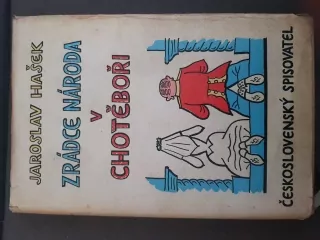 JAROSLAV HAŠEK
ZRÁDCE NÁRODA
V
CHOTĚBOŘI
ČESKOSLOVENSKÝ SPISOVATEL